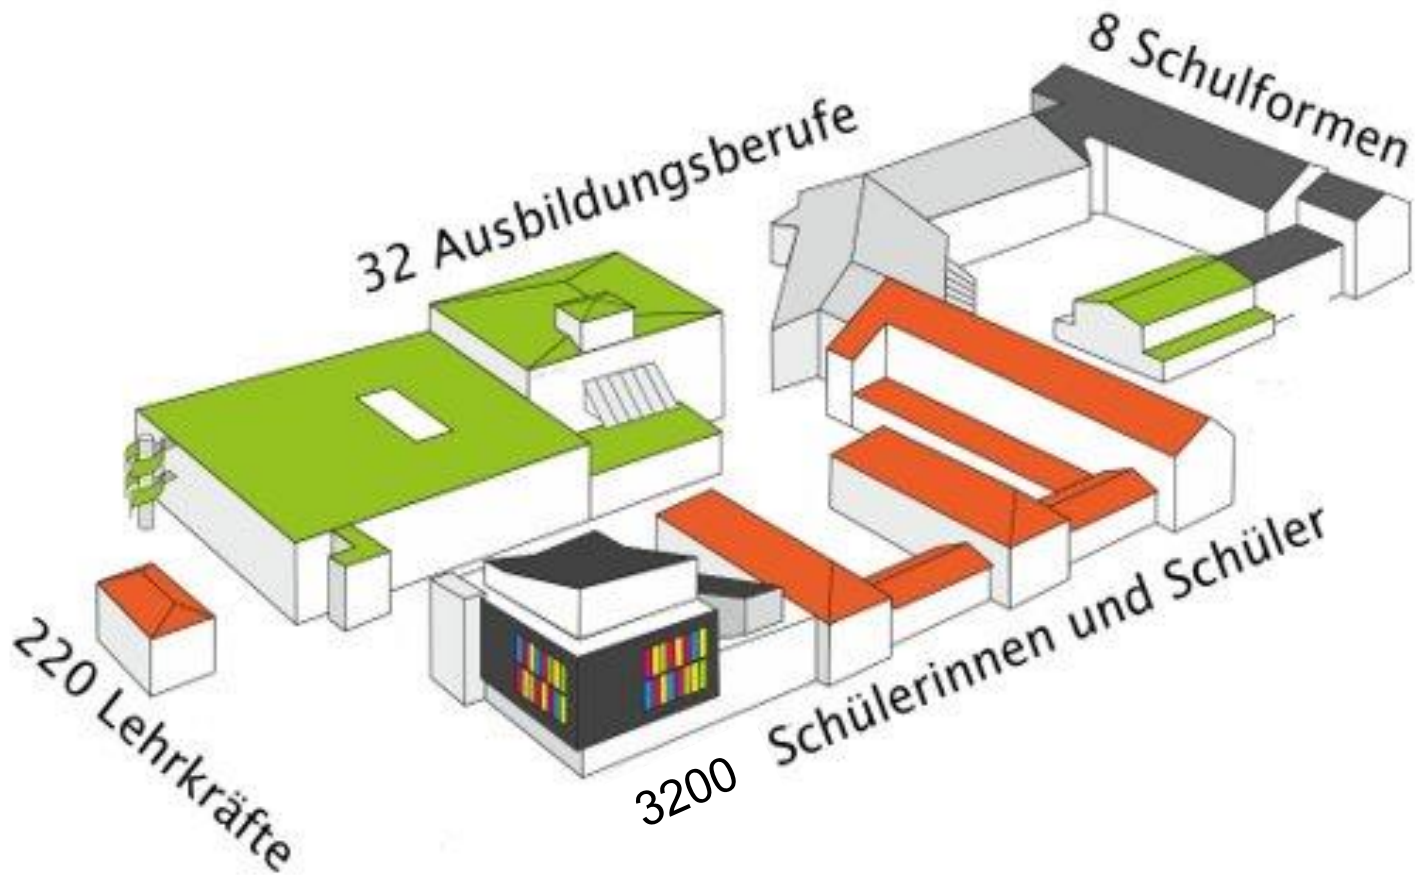 8 Schulformen
32 Ausbildungsberufe
3200 Schülerinnen und Schüler
220 Lehrkräfte